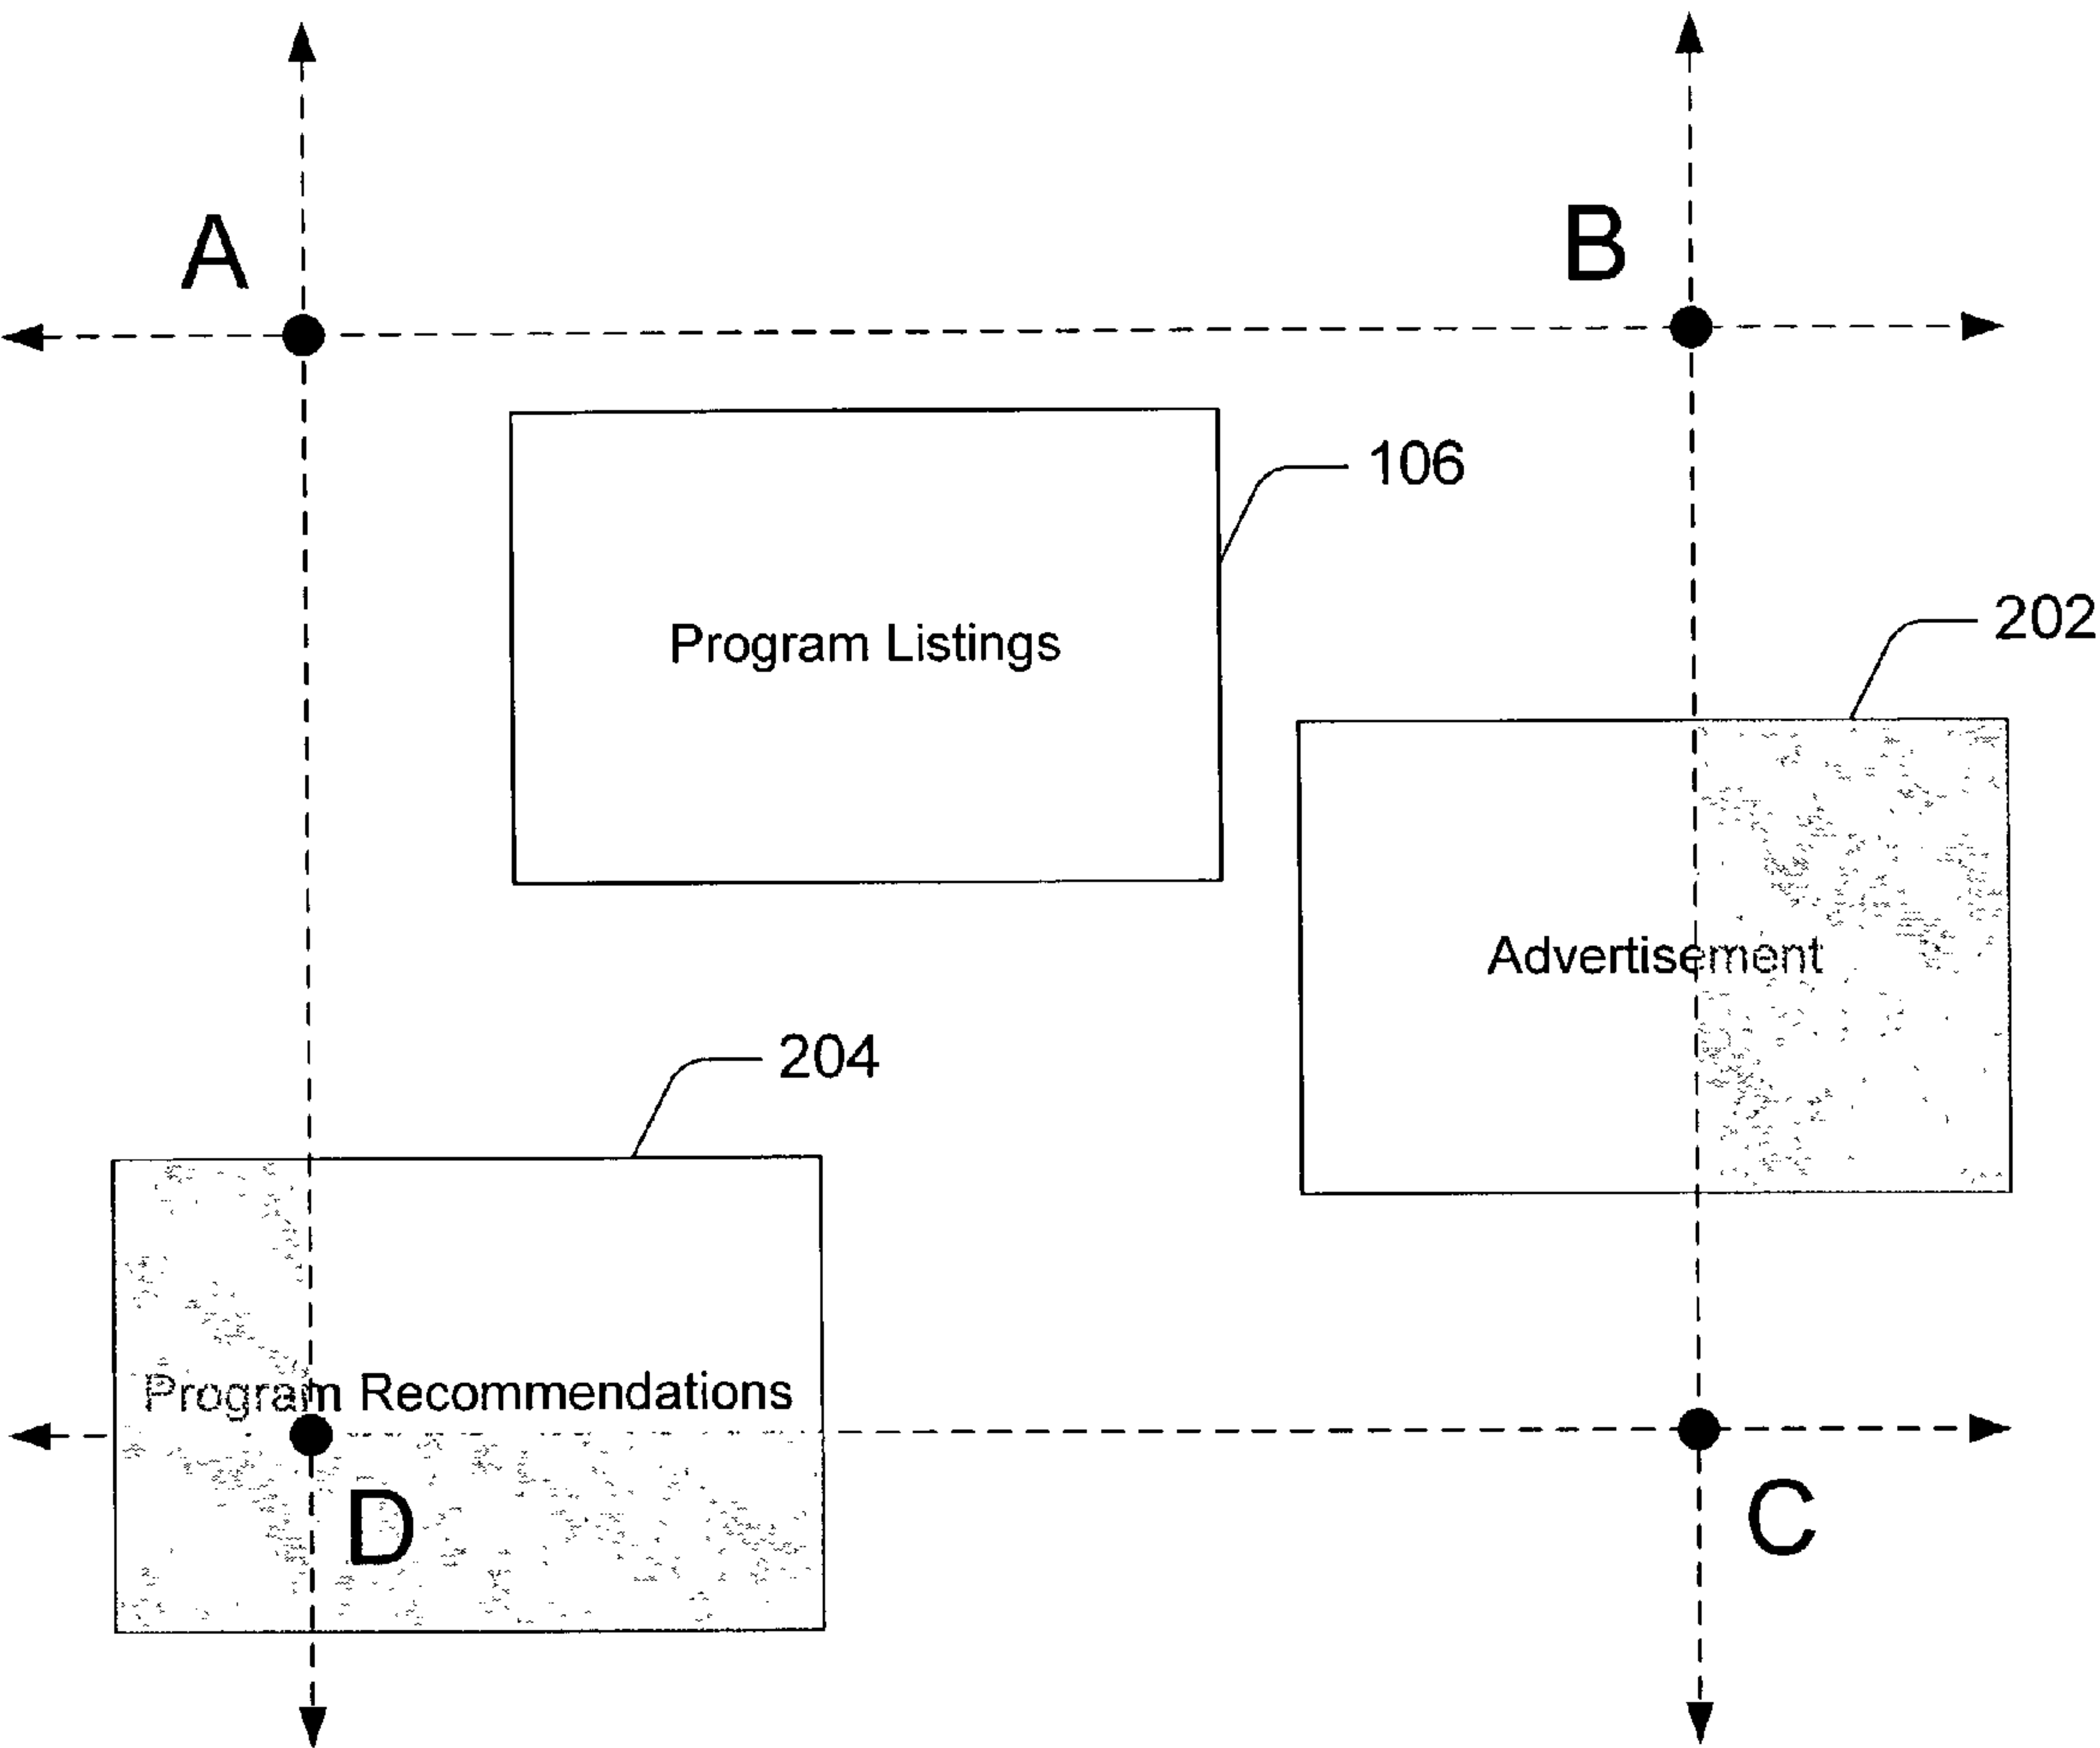 A
B
106
Program Listings
202
Advertisement
204
Program Recommendations
D
C